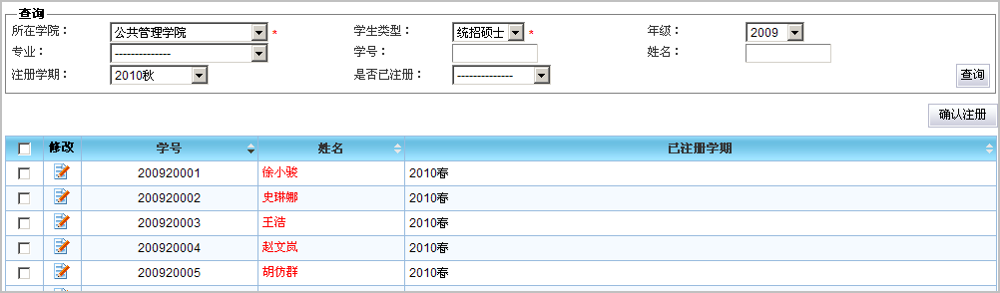 查询
所在学院： 公共管理学院 * 学生类型： 统招硕士 * 年级： 2009
专业： -------------- 学号： 姓名：
注册学期： 2010秋 是否已注册： -------------- 查询
确认注册
修改 学号 姓名 已注册学期
200920001 徐小骏 2010春
200920002 史琳娜 2010春
200920003 王浩 2010春
200920004 赵文岚 2010春
200920005 胡仿群 2010春